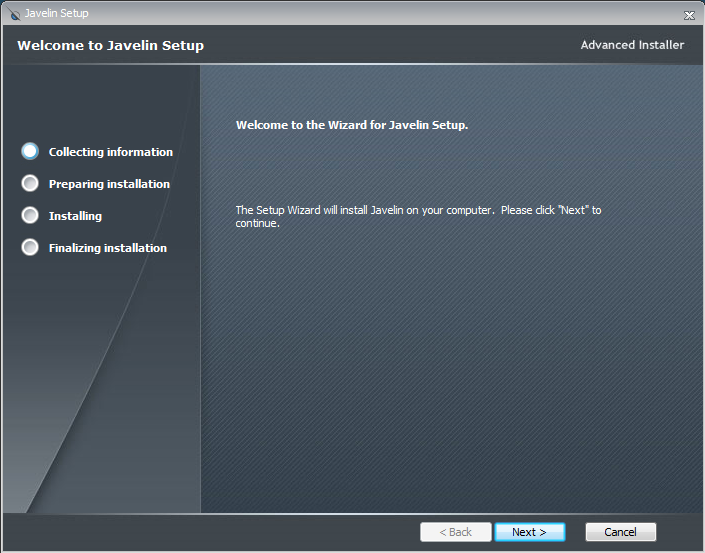 Javelin Setup
Welcome to Javelin Setup
Advanced Installer
Collecting information
Preparing installation
Installing
Finalizing installation
Welcome to the Wizard for Javelin Setup.
The Setup Wizard will install Javelin on your computer.  Please click "Next" to
continue.
< Back
Next >
Cancel